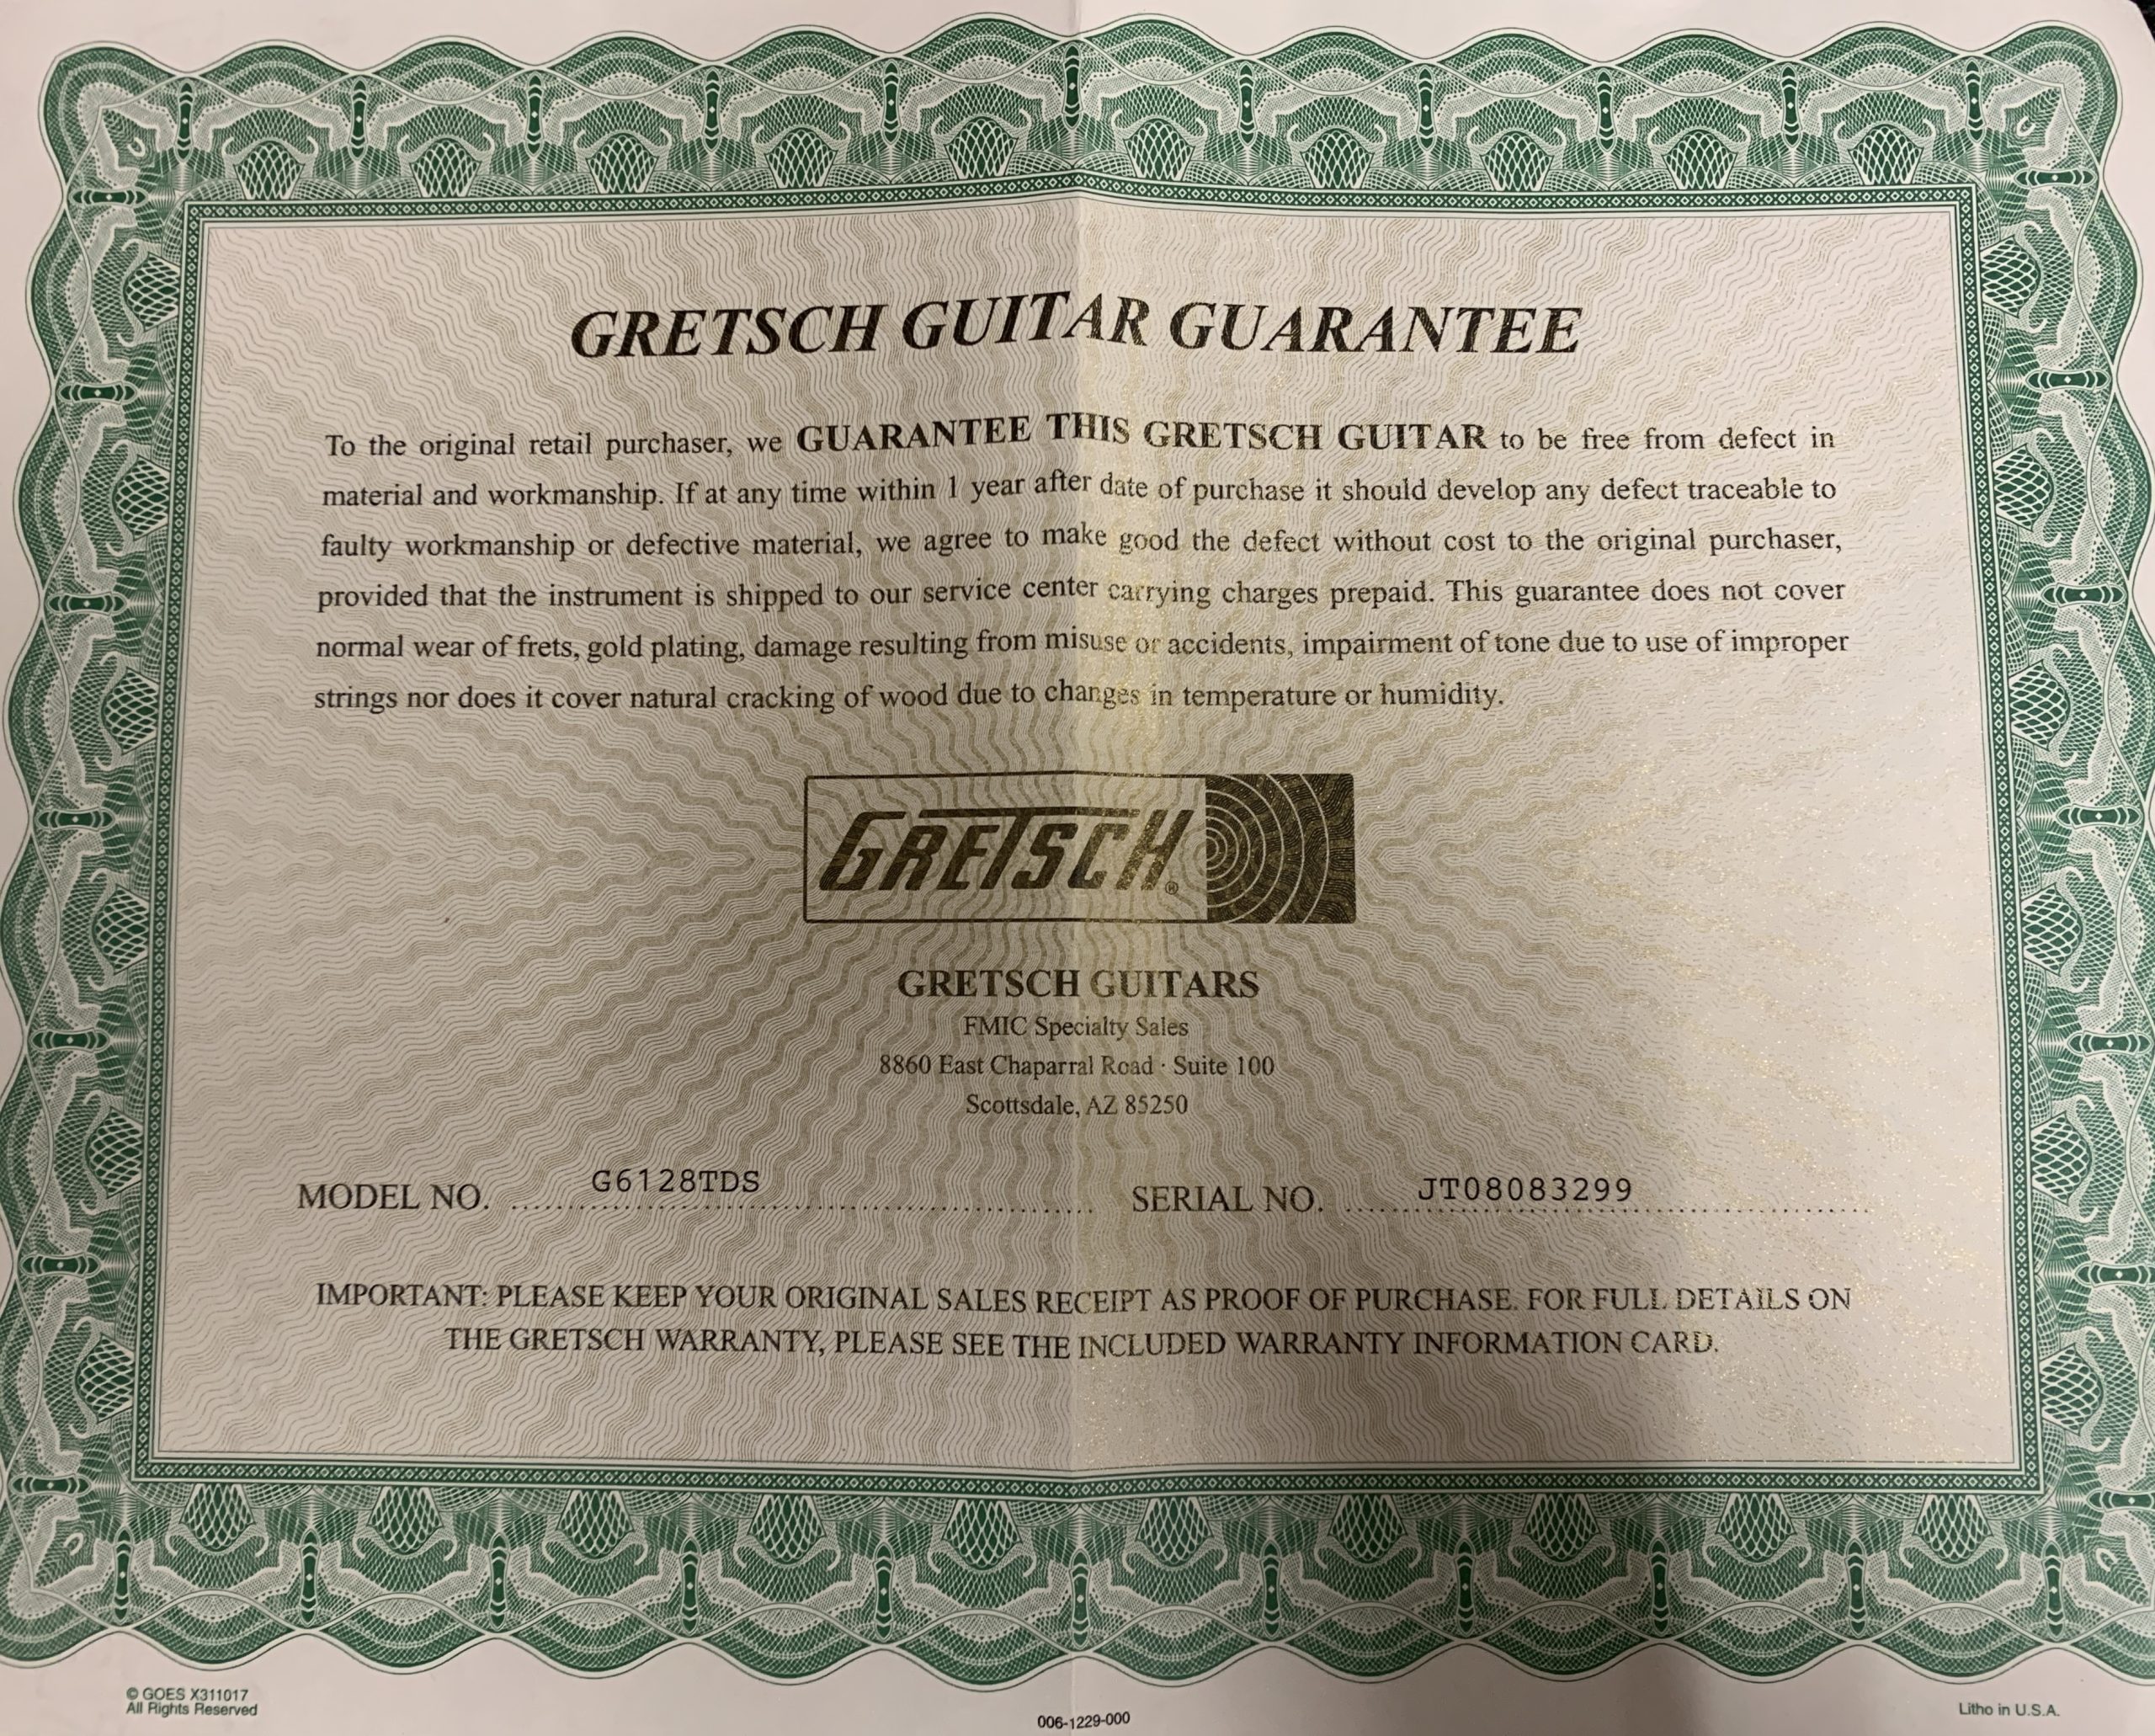 GRETSCH GUITAR GUARANTEE
To the original retail purchaser, we GUARANTEE THIS GRETSCH GUITAR to be free from defect in
material and workmanship. If at any time within 1 year after date of purchase it should develop any defect traceable to
faulty workmanship or defective material, we agree to make good the defect without cost to the original purchaser,
provided that the instrument is shipped to our service center carrying charges prepaid. This guarantee does not cover
normal wear of frets, gold plating, damage resulting from misuse or accidents, impairment of tone due to use of improper
strings nor does it cover natural cracking of wood due to changes in temperature or humidity.
GRETSCH®
GRETSCH GUITARS
FMIC Specialty Sales
8860 East Chaparral Road · Suite 100
Scottsdale, AZ 85250
MODEL NO. G6128TDS SERIAL NO. JT08083299
IMPORTANT: PLEASE KEEP YOUR ORIGINAL SALES RECEIPT AS PROOF OF PURCHASE. FOR FULL DETAILS ON
THE GRETSCH WARRANTY, PLEASE SEE THE INCLUDED WARRANTY INFORMATION CARD.
© GOES X311017
All Rights Reserved
006-1229-000
Litho in U.S.A.